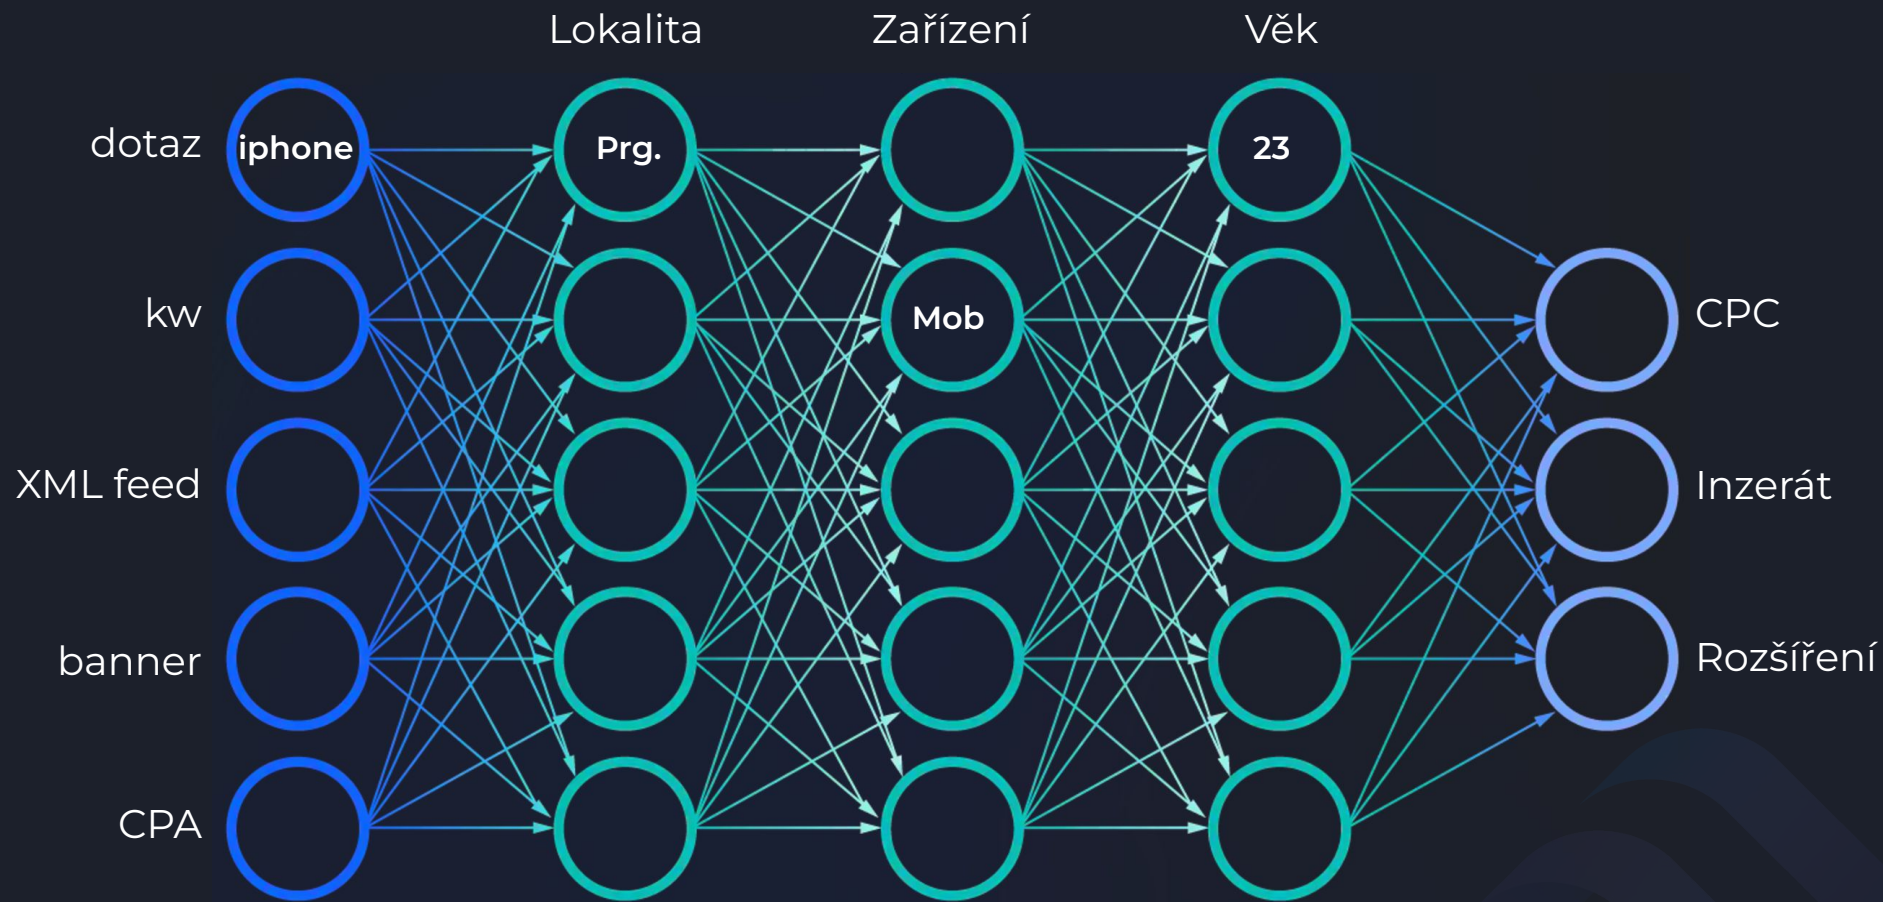 Lokalita
Zařízení
Věk
dotaz
iphone
Prg.
23
kw
Mob
CPC
XML feed
Inzerát
banner
Rozšíření
CPA